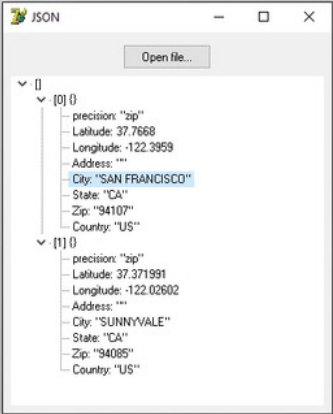 JSON
Open file...
[]
[0] {}
precision: "zip"
Latitude: 37.7668
Longitude: -122.3959
Address: ""
City: "SAN FRANCISCO"
State: "CA"
Zip: "94107"
Country: "US"
[1] {}
precision: "zip"
Latitude: 37.371991
Longitude: -122.02602
Address: ""
City: "SUNNYVALE"
State: "CA"
Zip: "94085"
Country: "US"